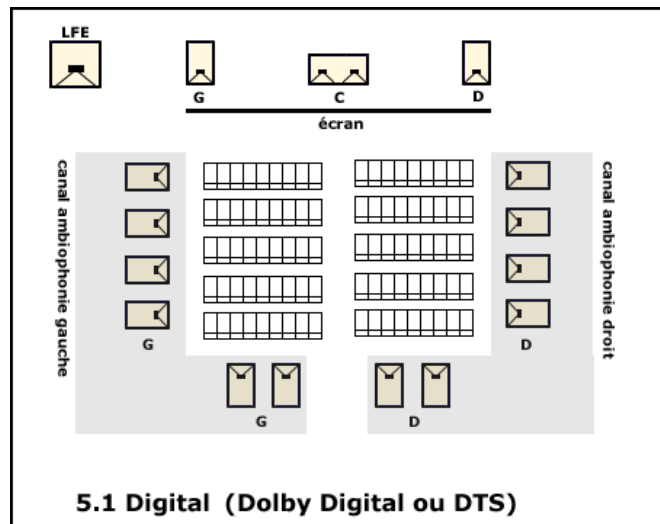 LFE
G
C
D
écran
canal ambiophonie gauche
canal ambiophonie droit
G
D
G
D
5.1 Digital (Dolby Digital ou DTS)